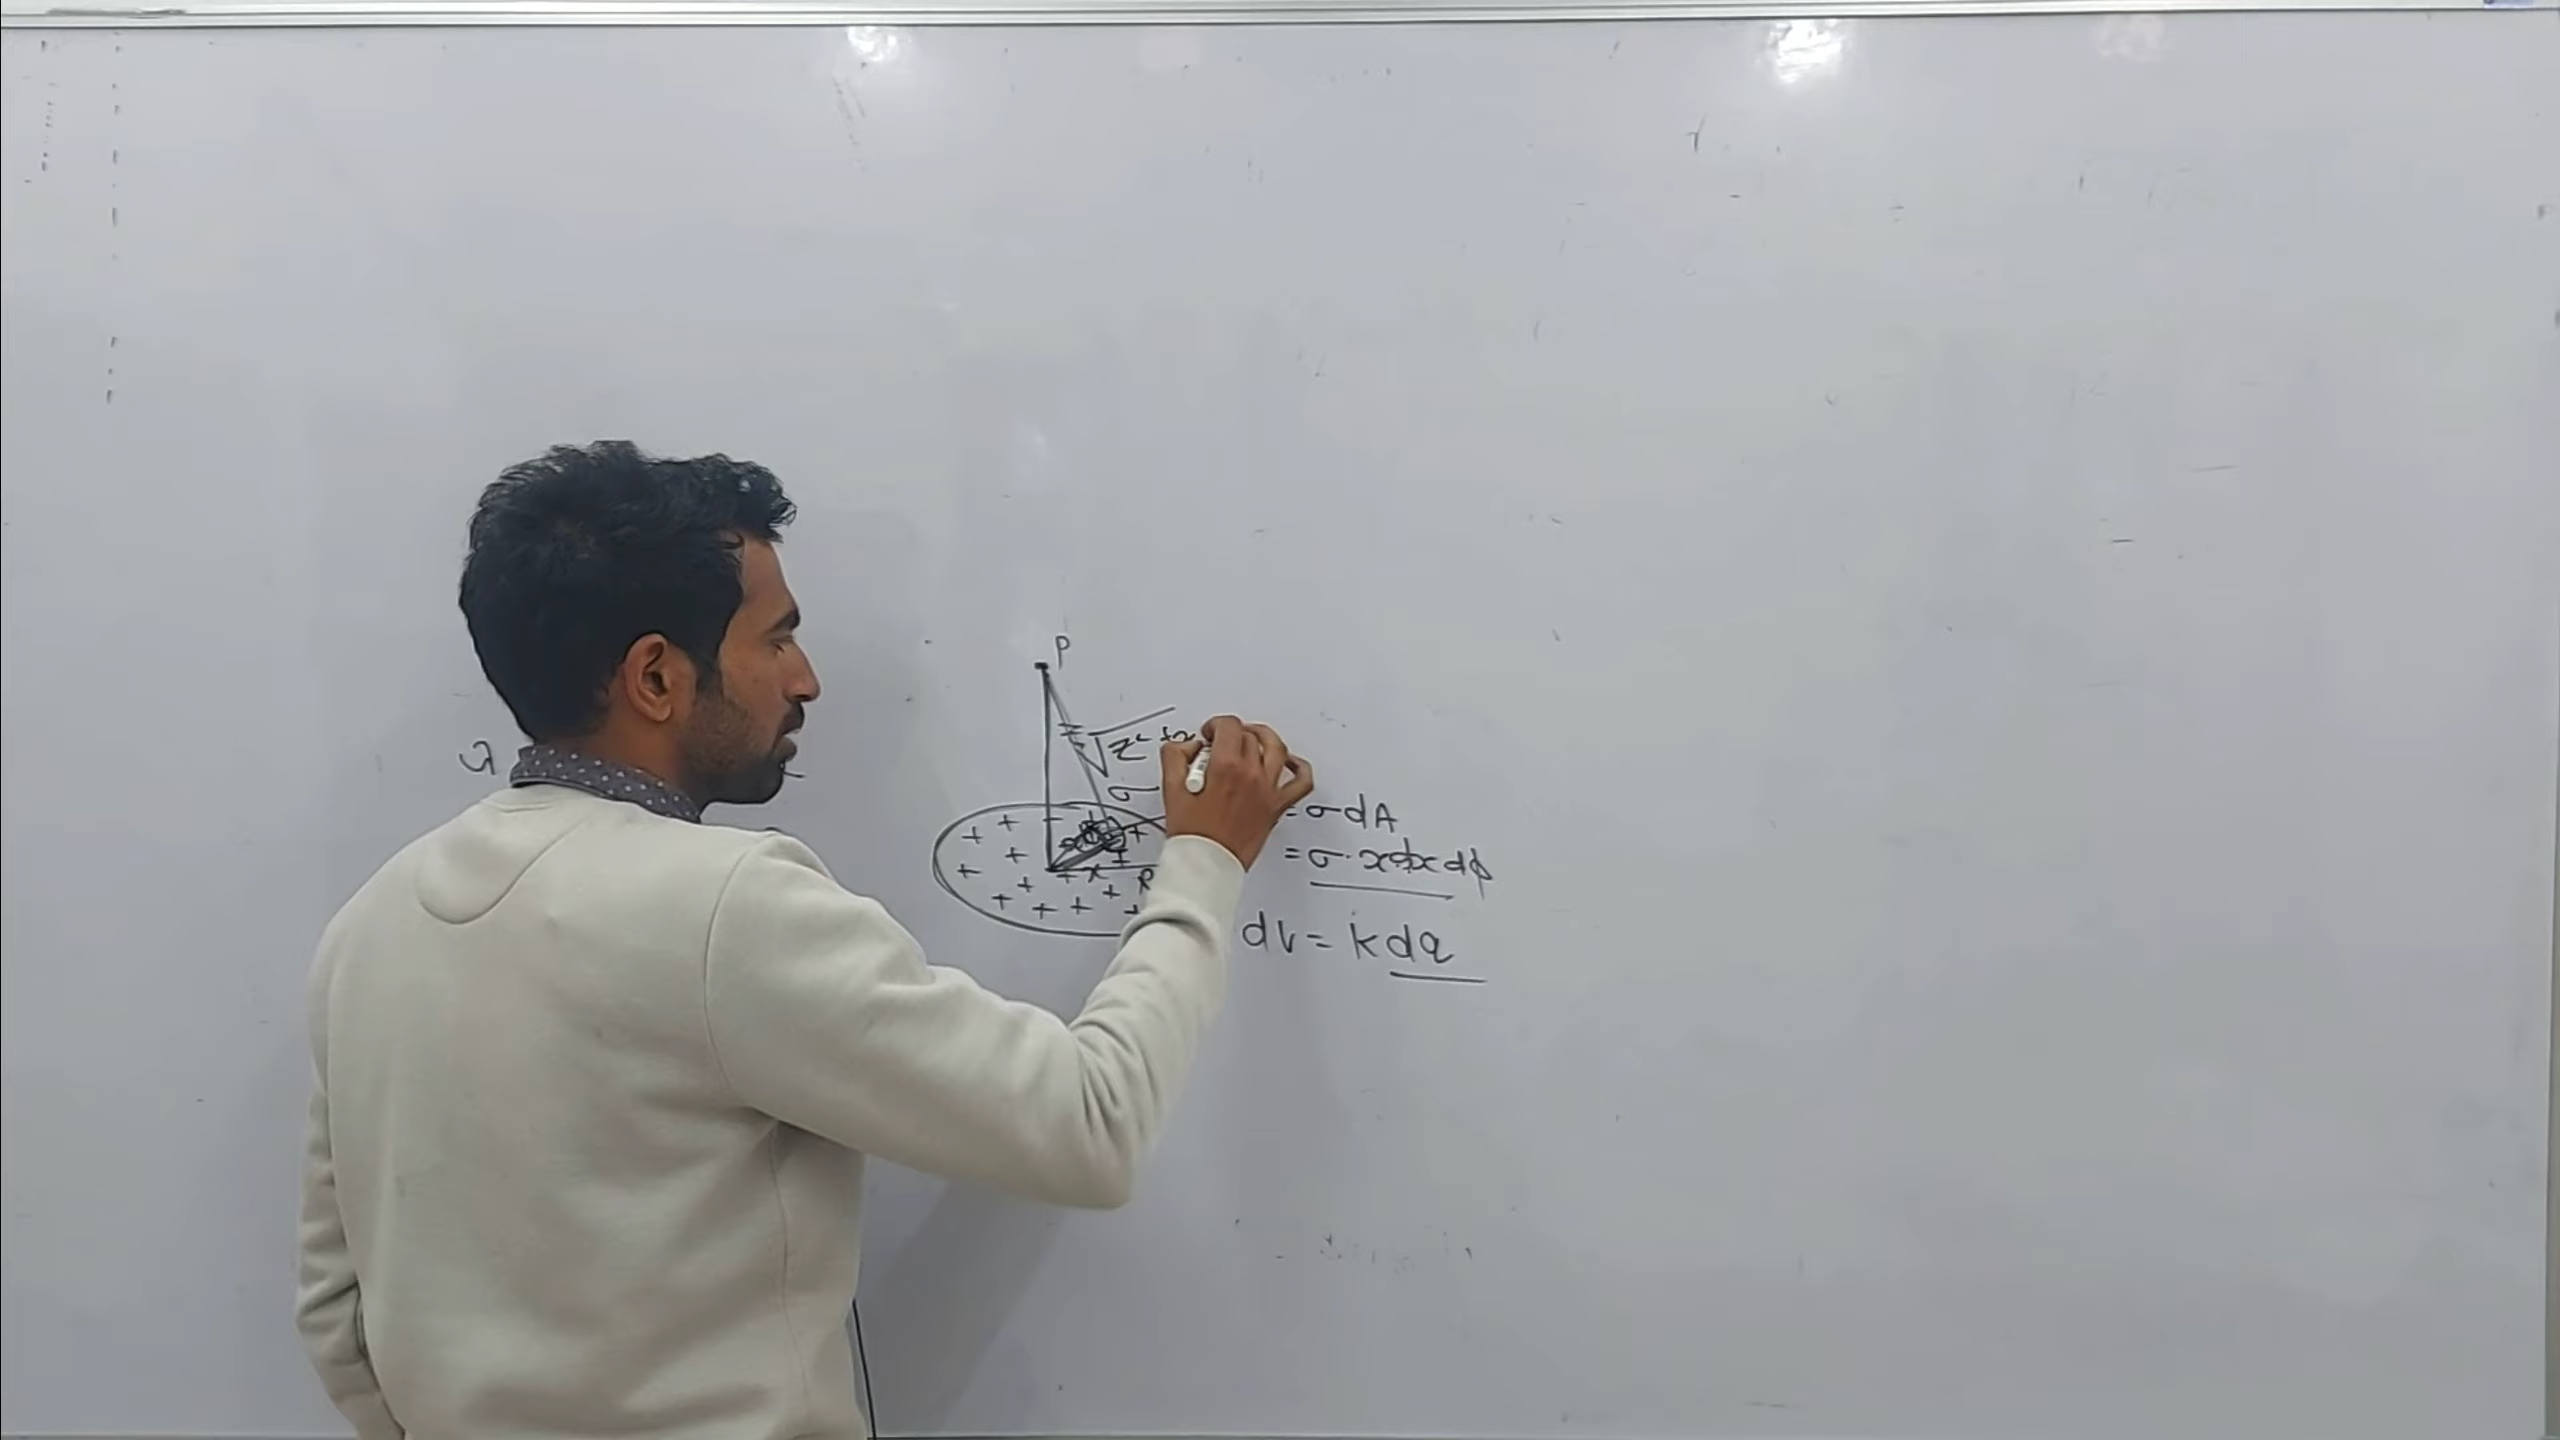 P
z
√z² + x
σ
= σ dA
= σ · x dx dϕ
x R
dV = k dq